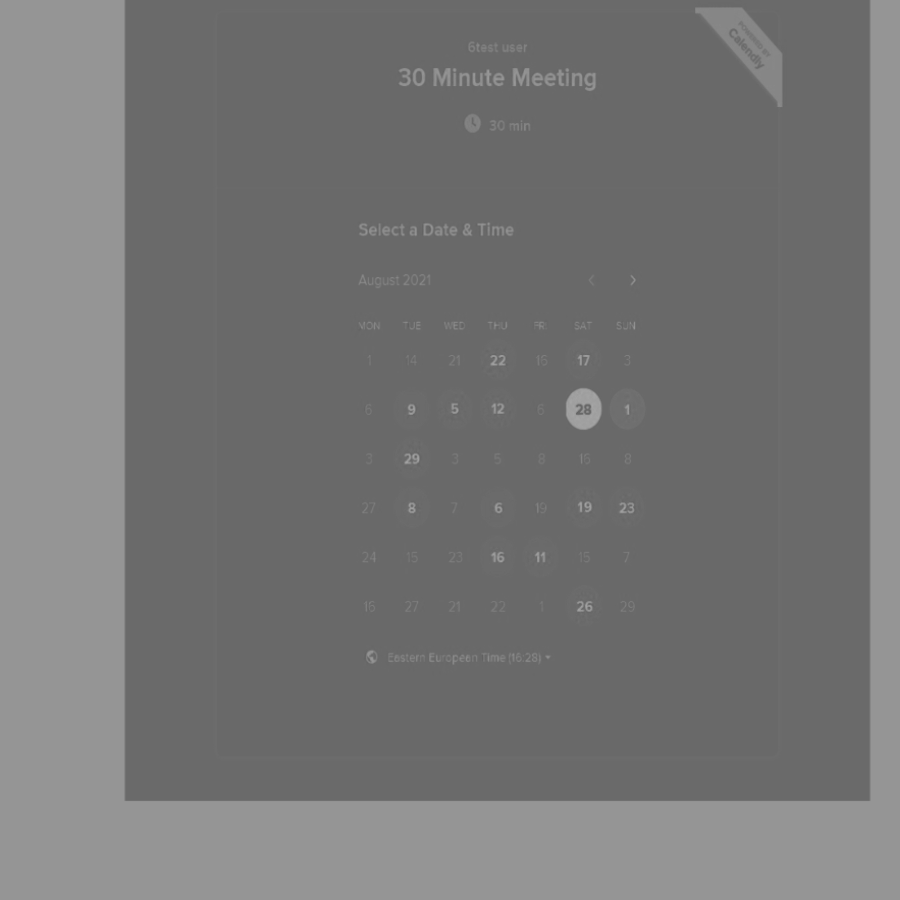 6test user
POWERED BY
Calendly
30 Minute Meeting
30 min
Select a Date & Time
August 2021
MON TUE WED THU FRI SAT SUN
1 14 21 22 16 17 3
6 9 5 12 6 28 1
3 29 3 5 8 16 8
27 8 7 6 19 19 23
24 15 23 16 11 15 7
16 27 21 22 1 26 29
Eastern European Time (16:28)